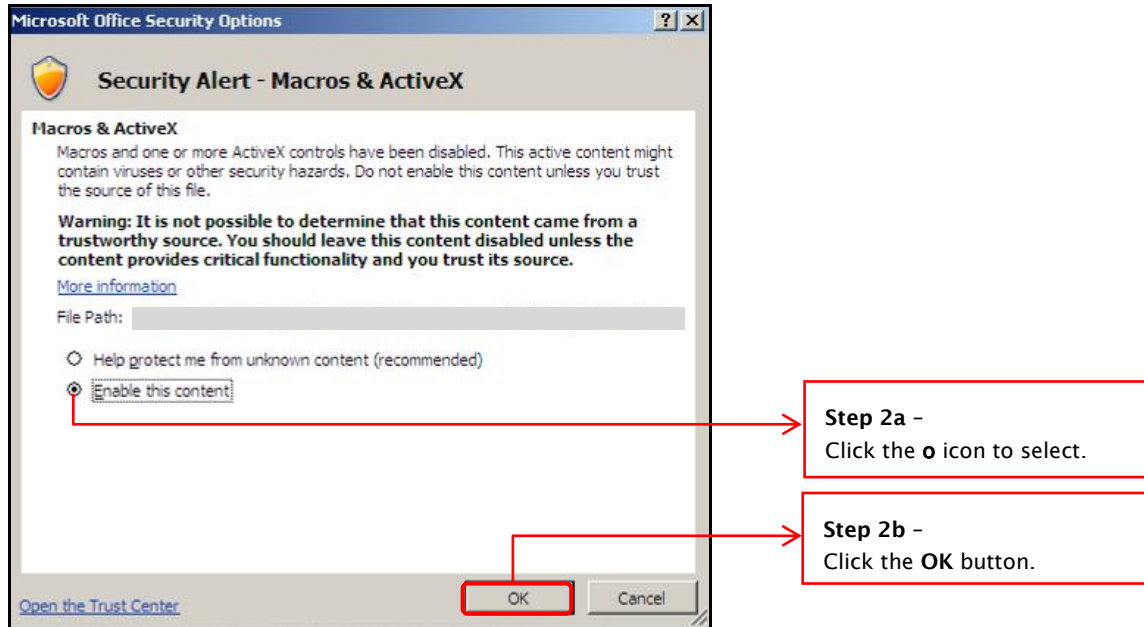 Microsoft Office Security Options
Security Alert - Macros & ActiveX
Macros & ActiveX
Macros and one or more ActiveX controls have been disabled. This active content might
contain viruses or other security hazards. Do not enable this content unless you trust
the source of this file.
Warning: It is not possible to determine that this content came from a
trustworthy source. You should leave this content disabled unless the
content provides critical functionality and you trust its source.
More information
File Path:
Help protect me from unknown content (recommended)
Enable this content
Step 2a –
Click the o icon to select.
Step 2b –
Click the OK button.
Open the Trust Center
OK
Cancel